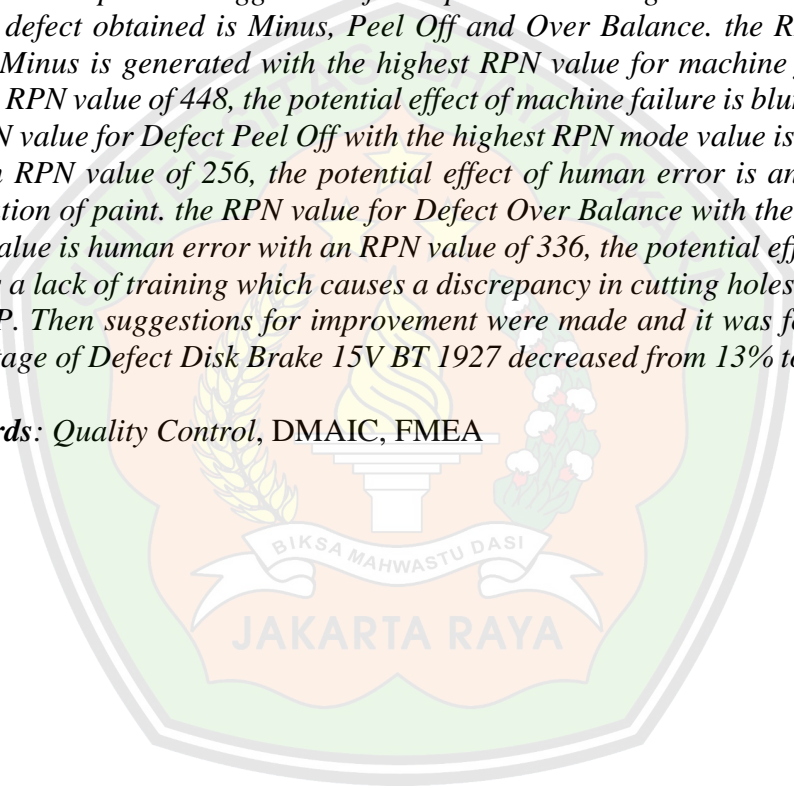 defect obtained is Minus, Peel Off and Over Balance. the R
Minus is generated with the highest RPN value for machine
RPN value of 448, the potential effect of machine failure is blur
N value for Defect Peel Off with the highest RPN mode value is
n RPN value of 256, the potential effect of human error is an
tion of paint. the RPN value for Defect Over Balance with the
alue is human error with an RPN value of 336, the potential eff
s a lack of training which causes a discrepancy in cutting holes
P. Then suggestions for improvement were made and it was fo
tage of Defect Disk Brake 15V BT 1927 decreased from 13% to
rds: Quality Control, DMAIC, FMEA
BIKSA MAHWASTU DASI
JAKARTA RAYA